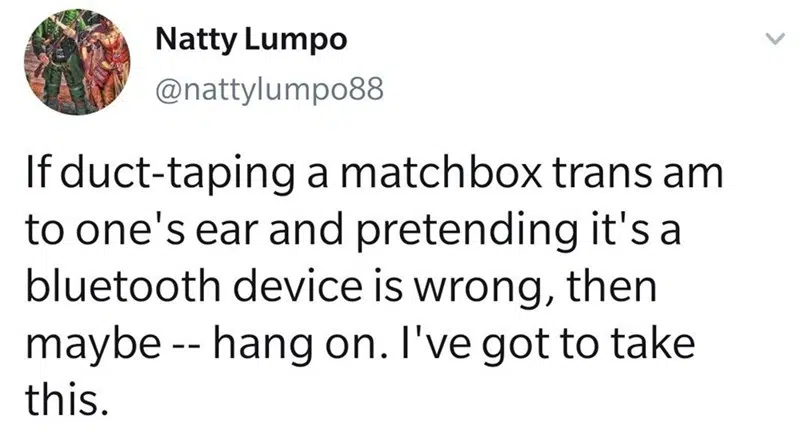 Natty Lumpo
@nattylumpo88
If duct-taping a matchbox trans am
to one's ear and pretending it's a
bluetooth device is wrong, then
maybe -- hang on. I've got to take
this.